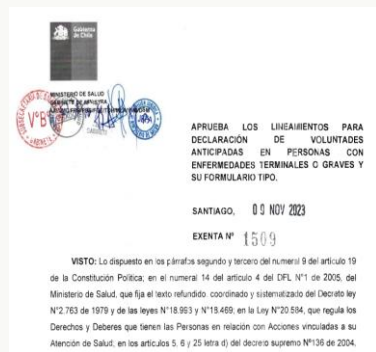 Gobierno
de Chile
MINISTERIO DE SALUD
GABINETE DE MINISTRA
VºBº
APRUEBA LOS LINEAMIENTOS PARA
DECLARACIÓN DE VOLUNTADES
ANTICIPADAS EN PERSONAS CON
ENFERMEDADES TERMINALES O GRAVES Y
SU FORMULARIO TIPO.
SANTIAGO, 09 NOV 2023
EXENTA Nº 1509
VISTO: Lo dispuesto en los párrafos segundo y tercero del numeral 9 del artículo 19
de la Constitución Política; en el numeral 14 del artículo 4 del DFL N°1 de 2005, del
Ministerio de Salud, que fija el texto refundido coordinado y sistematizado del Decreto ley
N°2.763 de 1979 y de las leyes N°18.993 y N°18.469; en la Ley N°20.584, que regula los
Derechos y Deberes que tienen las Personas en relación con Acciones vinculadas a su
Atención de Salud; en los artículos 5, 6 y 25 letra d) del decreto supremo N°136 de 2004,